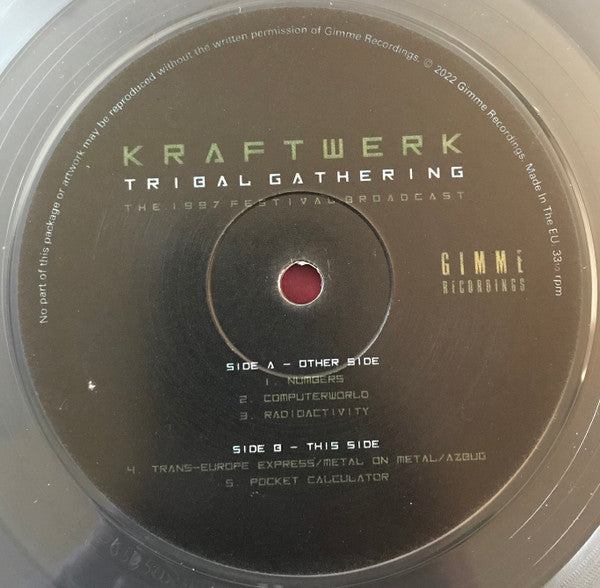 No part of this package or artwork may be reproduced without the written permission of Gimme Recordings. © 2022 Gimme Recordings. Made In The EU. 33⅓ rpm
KRAFTWERK
TRIBAL GATHERING
THE 1997 FESTIVAL BROADCAST
GIMME
RECORDINGS
SIDE A - OTHER SIDE
1. NUMBERS
2. COMPUTERWORLD
3. RADIOACTIVITY
SIDE B - THIS SIDE
4. TRANS-EUROPE EXPRESS/METAL ON METAL/AZBUG
5. POCKET CALCULATOR